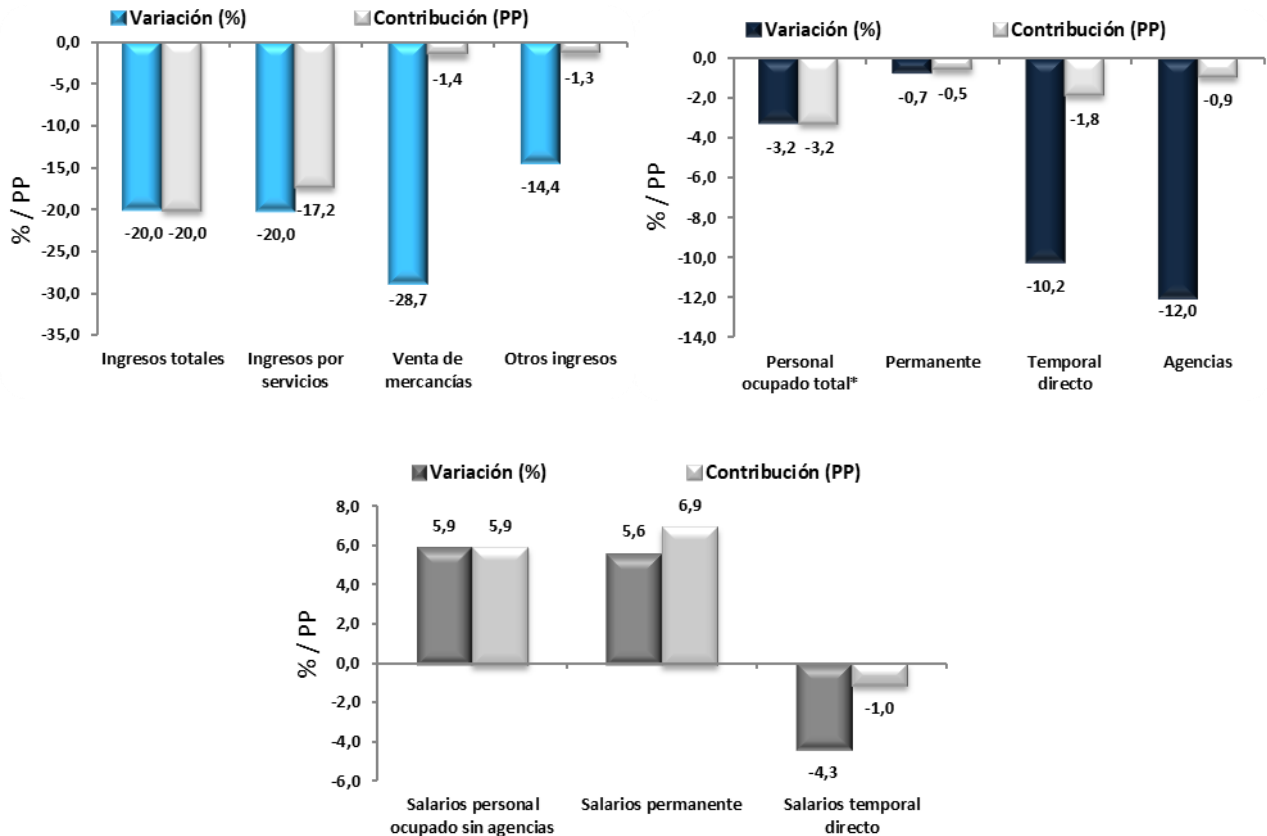 Variación (%) Contribución (PP)
0,0
-5,0
-10,0
-15,0
-20,0
-25,0
-30,0
-35,0
% / PP
-20,0 -20,0
-20,0
-17,2
-28,7
-1,4
-14,4
-1,3
Ingresos totales
Ingresos por
servicios
Venta de
mercancías
Otros ingresos
Variación (%) Contribución (PP)
0,0
-2,0
-4,0
-6,0
-8,0
-10,0
-12,0
-14,0
% / PP
-3,2 -3,2
-0,7 -0,5
-10,2
-1,8
-12,0
-0,9
Personal
ocupado total*
Permanente
Temporal
directo
Agencias
Variación (%) Contribución (PP)
8,0
6,0
4,0
2,0
0,0
-2,0
-4,0
-6,0
% / PP
5,9 5,9
5,6
6,9
-4,3
-1,0
Salarios personal
ocupado sin agencias
Salarios permanente
Salarios temporal
directo